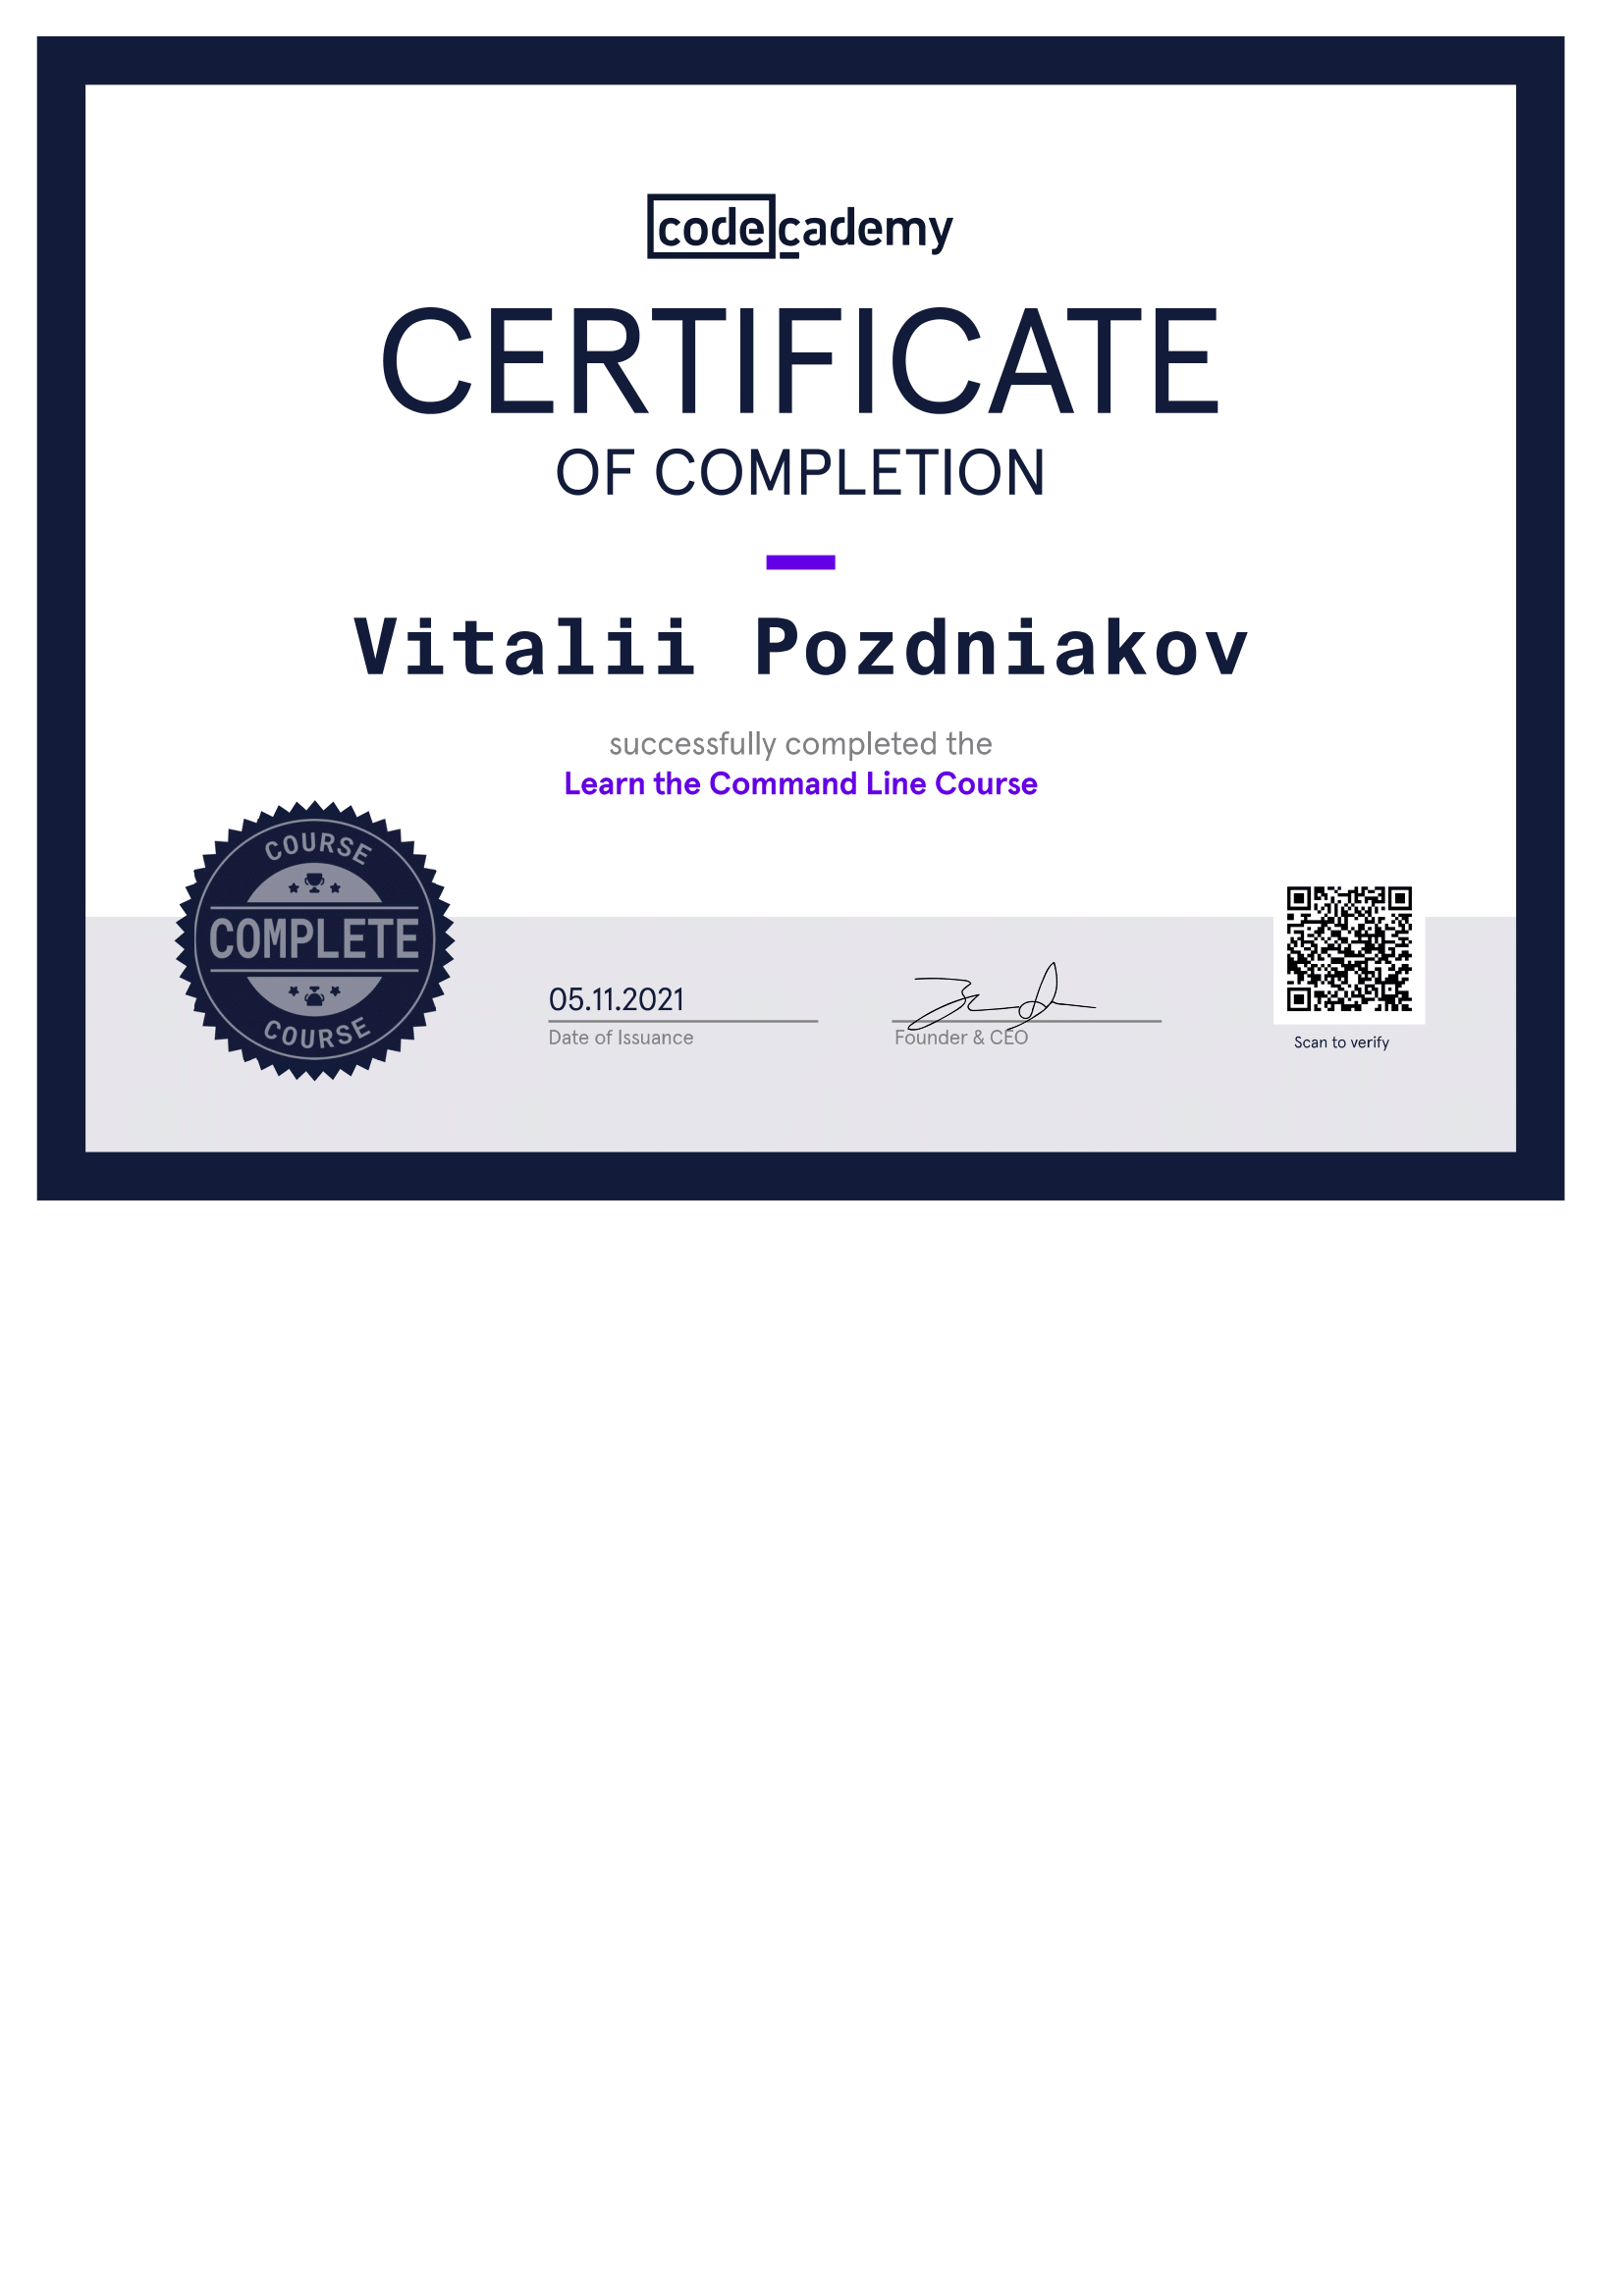 codecademy
CERTIFICATE
OF COMPLETION
Vitalii Pozdniakov
successfully completed the
Learn the Command Line Course
COURSE
COMPLETE
COURSE
05.11.2021
Date of Issuance
Founder & CEO
Scan to verify